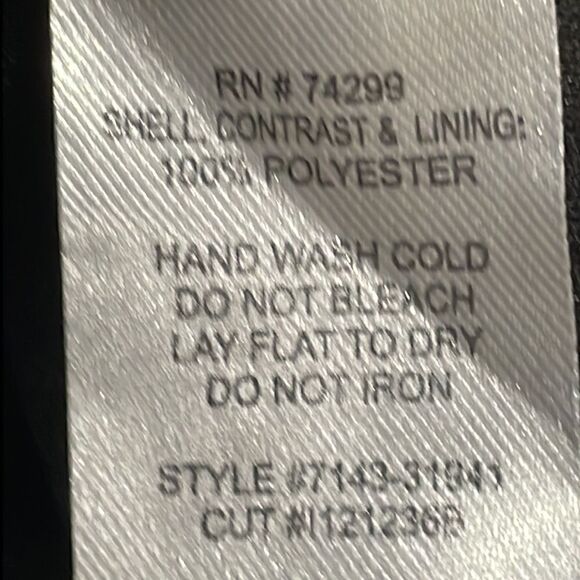 RN # 74299
SHELL, CONTRAST & LINING:
100% POLYESTER
HAND WASH COLD
DO NOT BLEACH
LAY FLAT TO DRY
DO NOT IRON
STYLE #7143-31941
CUT #I121236B